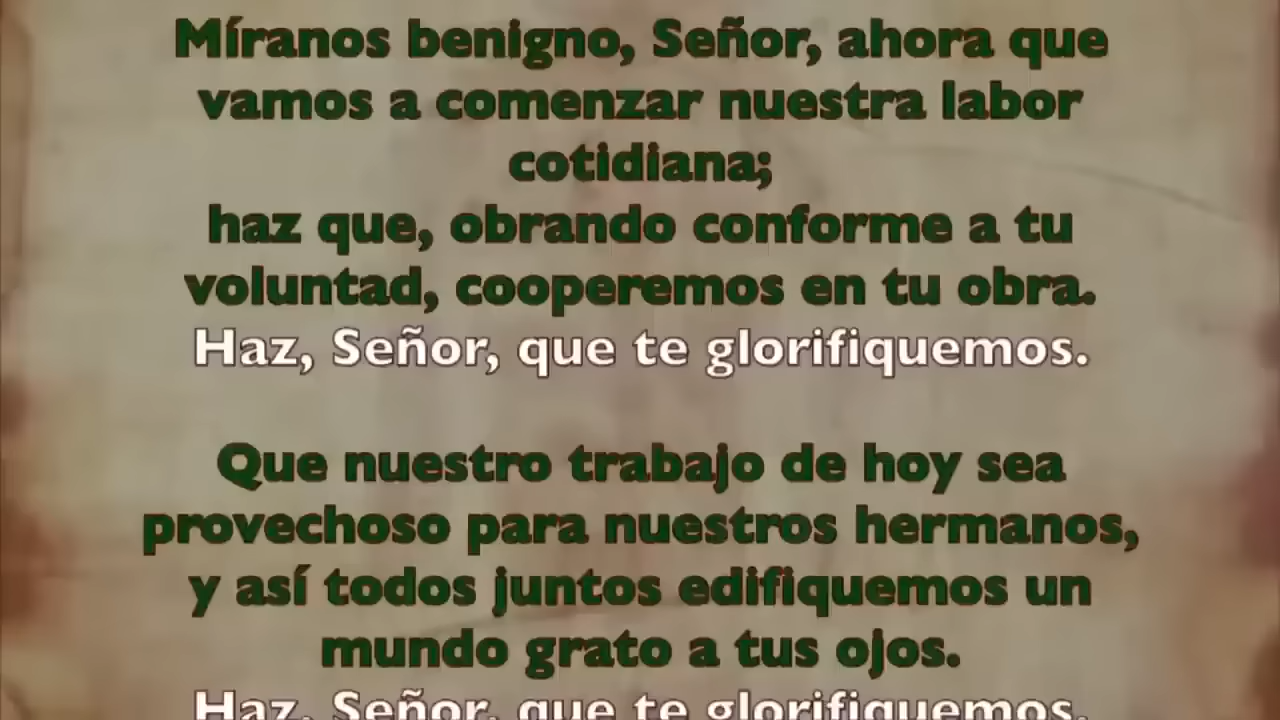 Míranos benigno, Señor, ahora que
vamos a comenzar nuestra labor
cotidiana;
haz que, obrando conforme a tu
voluntad, cooperemos en tu obra.
Haz, Señor, que te glorifiquemos.
Que nuestro trabajo de hoy sea
provechoso para nuestros hermanos,
y así todos juntos edifiquemos un
mundo grato a tus ojos.
Haz, Señor, que te glorifiquemos.